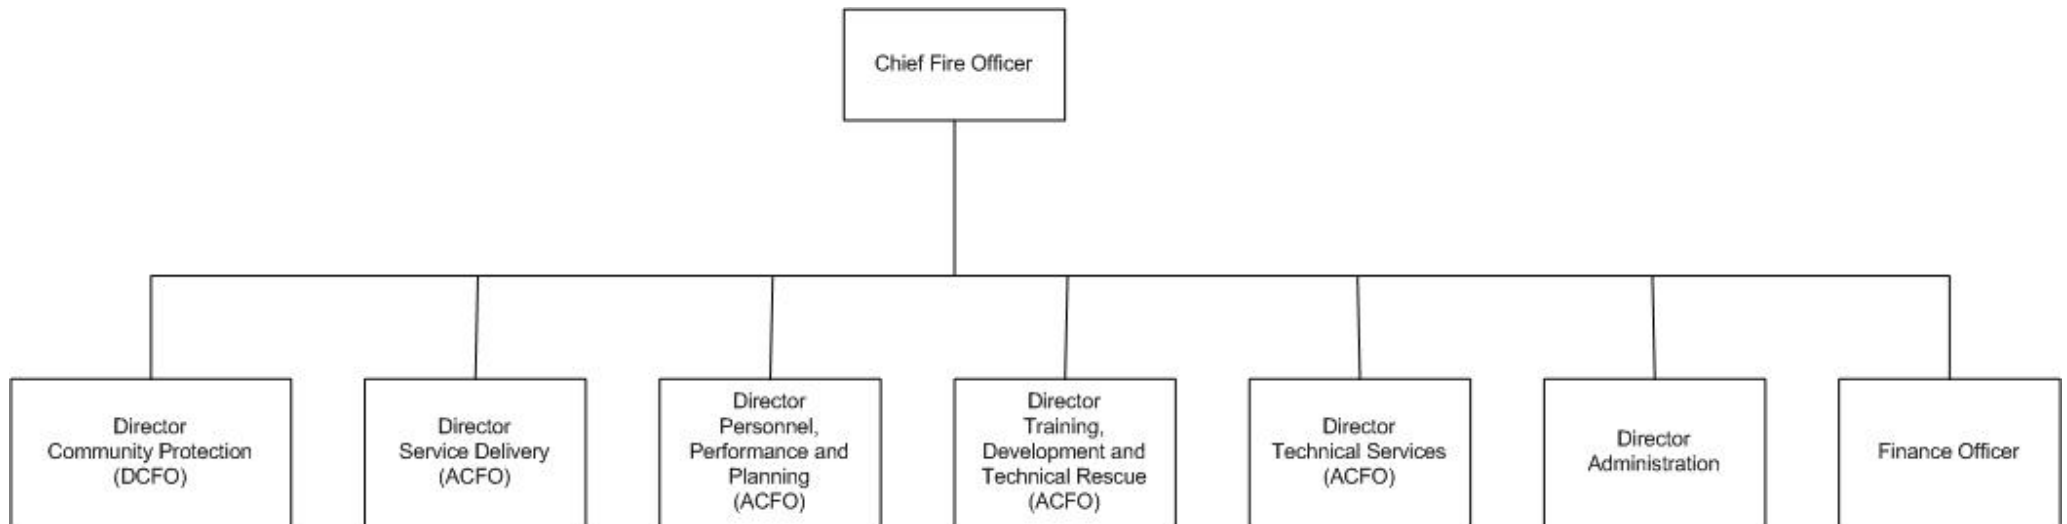 Chief Fire Officer
Director
Community Protection
(DCFO)
Director
Service Delivery
(ACFO)
Director
Personnel,
Performance and
Planning
(ACFO)
Director
Training,
Development and
Technical Rescue
(ACFO)
Director
Technical Services
(ACFO)
Director
Administration
Finance Officer